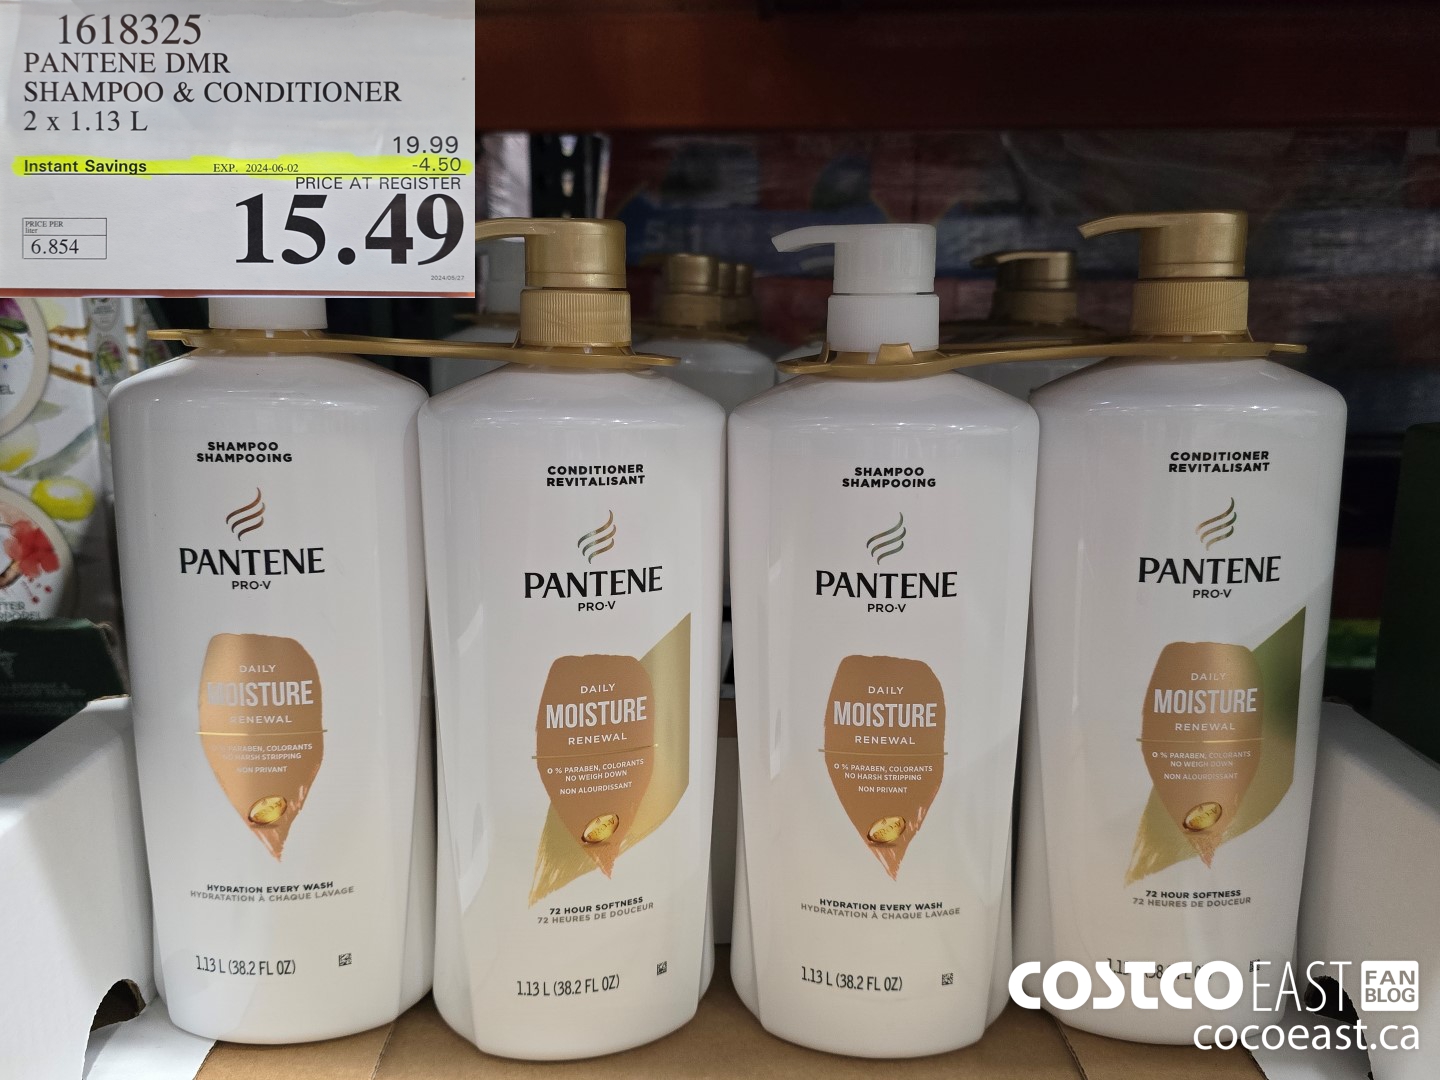 1618325
PANTENE DMR
SHAMPOO & CONDITIONER
2 x 1.13 L
19.99
Instant Savings EXP. 2024-06-02 -4.50
PRICE AT REGISTER
15.49
PRICE PER
liter
6.854
2024/05/27
SHAMPOO
SHAMPOOING
PANTENE
PRO-V
DAILY
MOISTURE
RENEWAL
PARABEN, COLORANTS
NO HARSH STRIPPING
NON PRIVANT
HYDRATION EVERY WASH
HYDRATATION À CHAQUE LAVAGE
1.13 L (38.2 FL OZ)
CONDITIONER
REVITALISANT
PANTENE
PRO-V
DAILY
MOISTURE
RENEWAL
0 % PARABEN, COLORANTS
NO WEIGH DOWN
NON ALOURDISSANT
72 HOUR SOFTNESS
72 HEURES DE DOUCEUR
1.13 L (38.2 FL OZ)
SHAMPOO
SHAMPOOING
PANTENE
PRO-V
DAILY
MOISTURE
RENEWAL
0 % PARABEN, COLORANTS
NO HARSH STRIPPING
NON PRIVANT
HYDRATION EVERY WASH
HYDRATATION À CHAQUE LAVAGE
1.13 L (38.2 FL OZ)
CONDITIONER
REVITALISANT
PANTENE
PRO-V
DAILY
MOISTURE
RENEWAL
0 % PARABEN, COLORANTS
NO WEIGH DOWN
NON ALOURDISSANT
72 HOUR SOFTNESS
72 HEURES DE DOUCEUR
COSTCO EAST FAN BLOG
cocoeast.ca